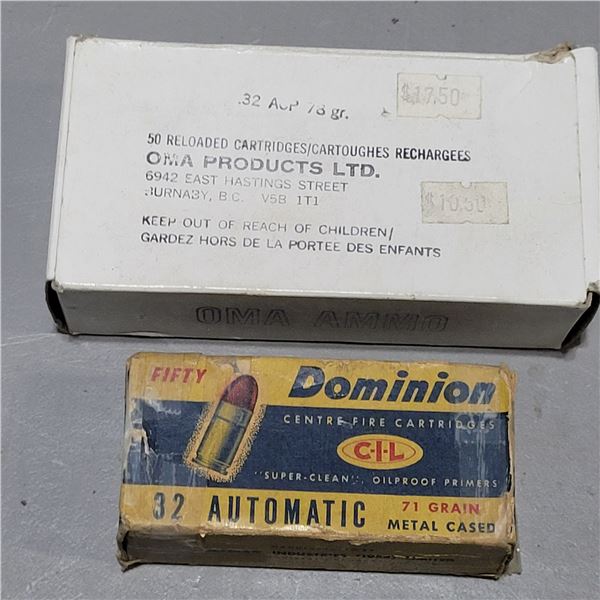 .32 ACP 78 gr.
$17.50
50 RELOADED CARTRIDGES/CARTOUGHES RECHARGEES
OMA PRODUCTS LTD.
6942 EAST HASTINGS STREET
BURNABY, B.C. V5B 1T1
$10.50
KEEP OUT OF REACH OF CHILDREN/
GARDEZ HORS DE LA PORTEE DES ENFANTS
OMA AMMO
FIFTY
Dominion
CENTRE FIRE CARTRIDGES
C-I-L
"SUPER-CLEAN", OILPROOF PRIMERS
32 AUTOMATIC
71 GRAIN
METAL CASED